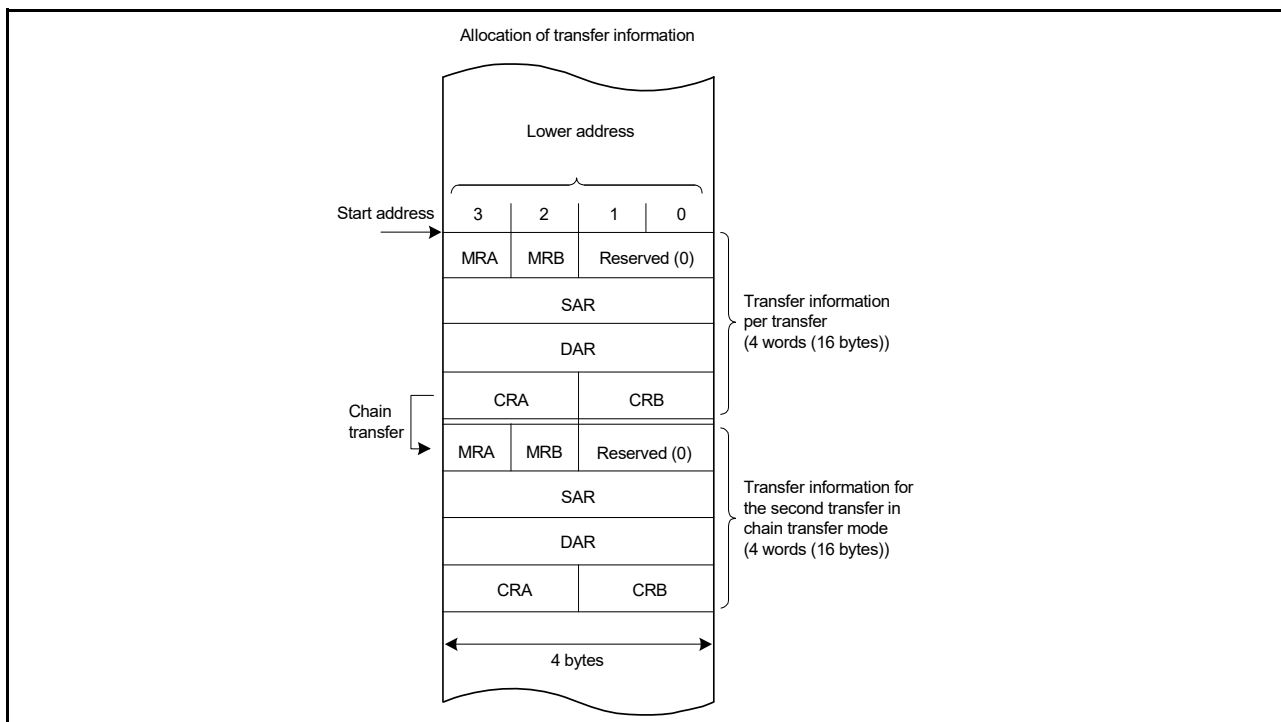 Allocation of transfer information
Lower address
Start address
3 2 1 0
MRA MRB Reserved (0)
SAR
DAR
CRA CRB
Transfer information
per transfer
(4 words (16 bytes))
Chain
transfer
MRA MRB Reserved (0)
SAR
DAR
CRA CRB
Transfer information for
the second transfer in
chain transfer mode
(4 words (16 bytes))
4 bytes